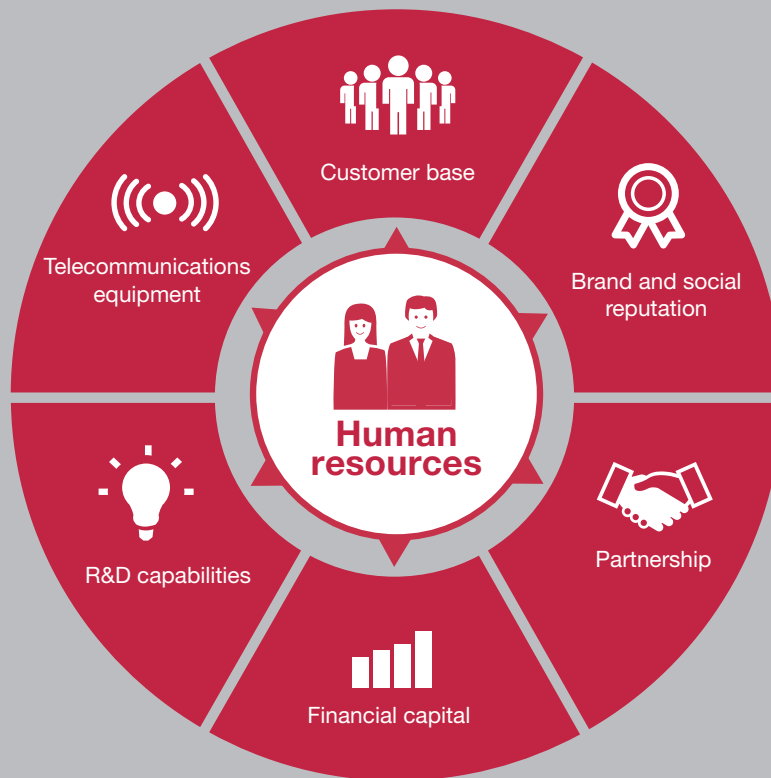 Customer base
Telecommunications
equipment
Brand and social
reputation
Human
resources
R&D capabilities
Partnership
Financial capital